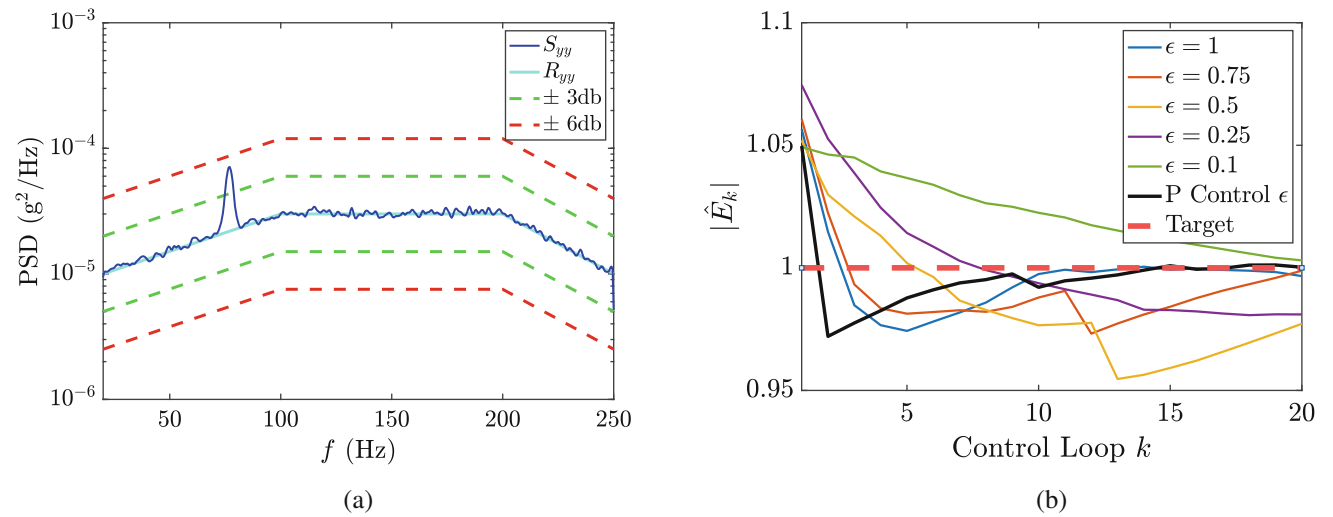 10⁻³
10⁻⁴
10⁻⁵
10⁻⁶
PSD (g²/Hz)
50 100 150 200 250
f (Hz)
S_yy
R_yy
± 3db
± 6db
(a)
1.1
1.05
1
0.95
|Ê_k|
5 10 15 20
Control Loop k
ϵ = 1
ϵ = 0.75
ϵ = 0.5
ϵ = 0.25
ϵ = 0.1
P Control ϵ
Target
(b)